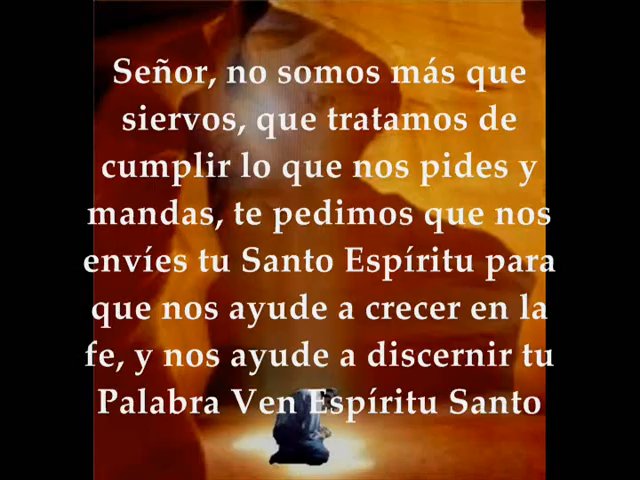 Señor, no somos más que
siervos, que tratamos de
cumplir lo que nos pides y
mandas, te pedimos que nos
envíes tu Santo Espíritu para
que nos ayude a crecer en la
fe, y nos ayude a discernir tu
Palabra Ven Espíritu Santo